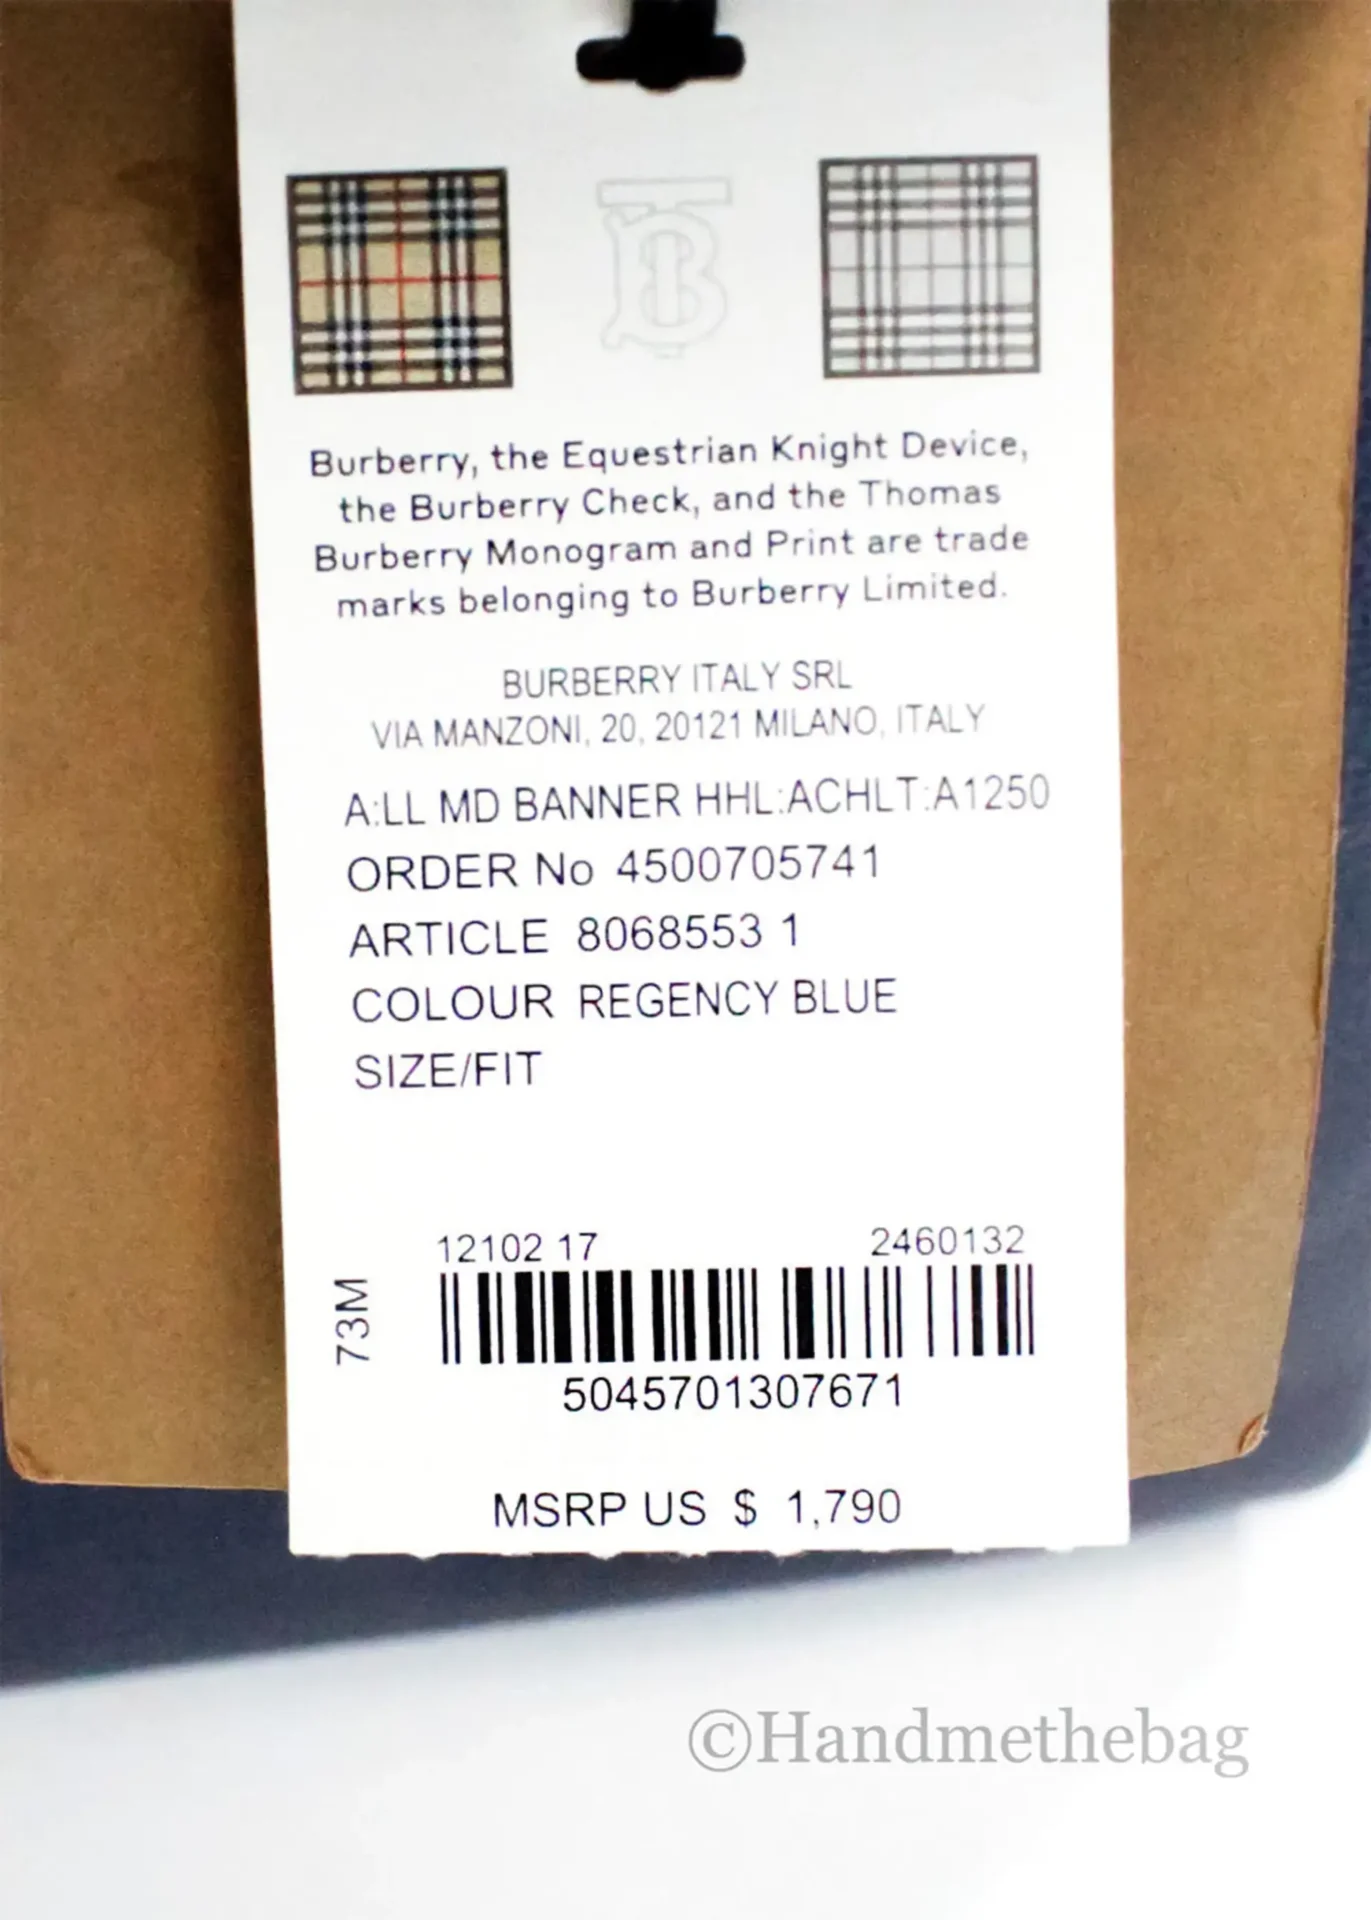 Burberry, the Equestrian Knight Device,
the Burberry Check, and the Thomas
Burberry Monogram and Print are trade
marks belonging to Burberry Limited.
BURBERRY ITALY SRL
VIA MANZONI, 20, 20121 MILANO, ITALY
A:LL MD BANNER HHL:ACHLT:A1250
ORDER No 4500705741
ARTICLE 8068553 1
COLOUR REGENCY BLUE
SIZE/FIT
12102 17 2460132
73M
5045701307671
MSRP US $ 1,790
©Handmethebag